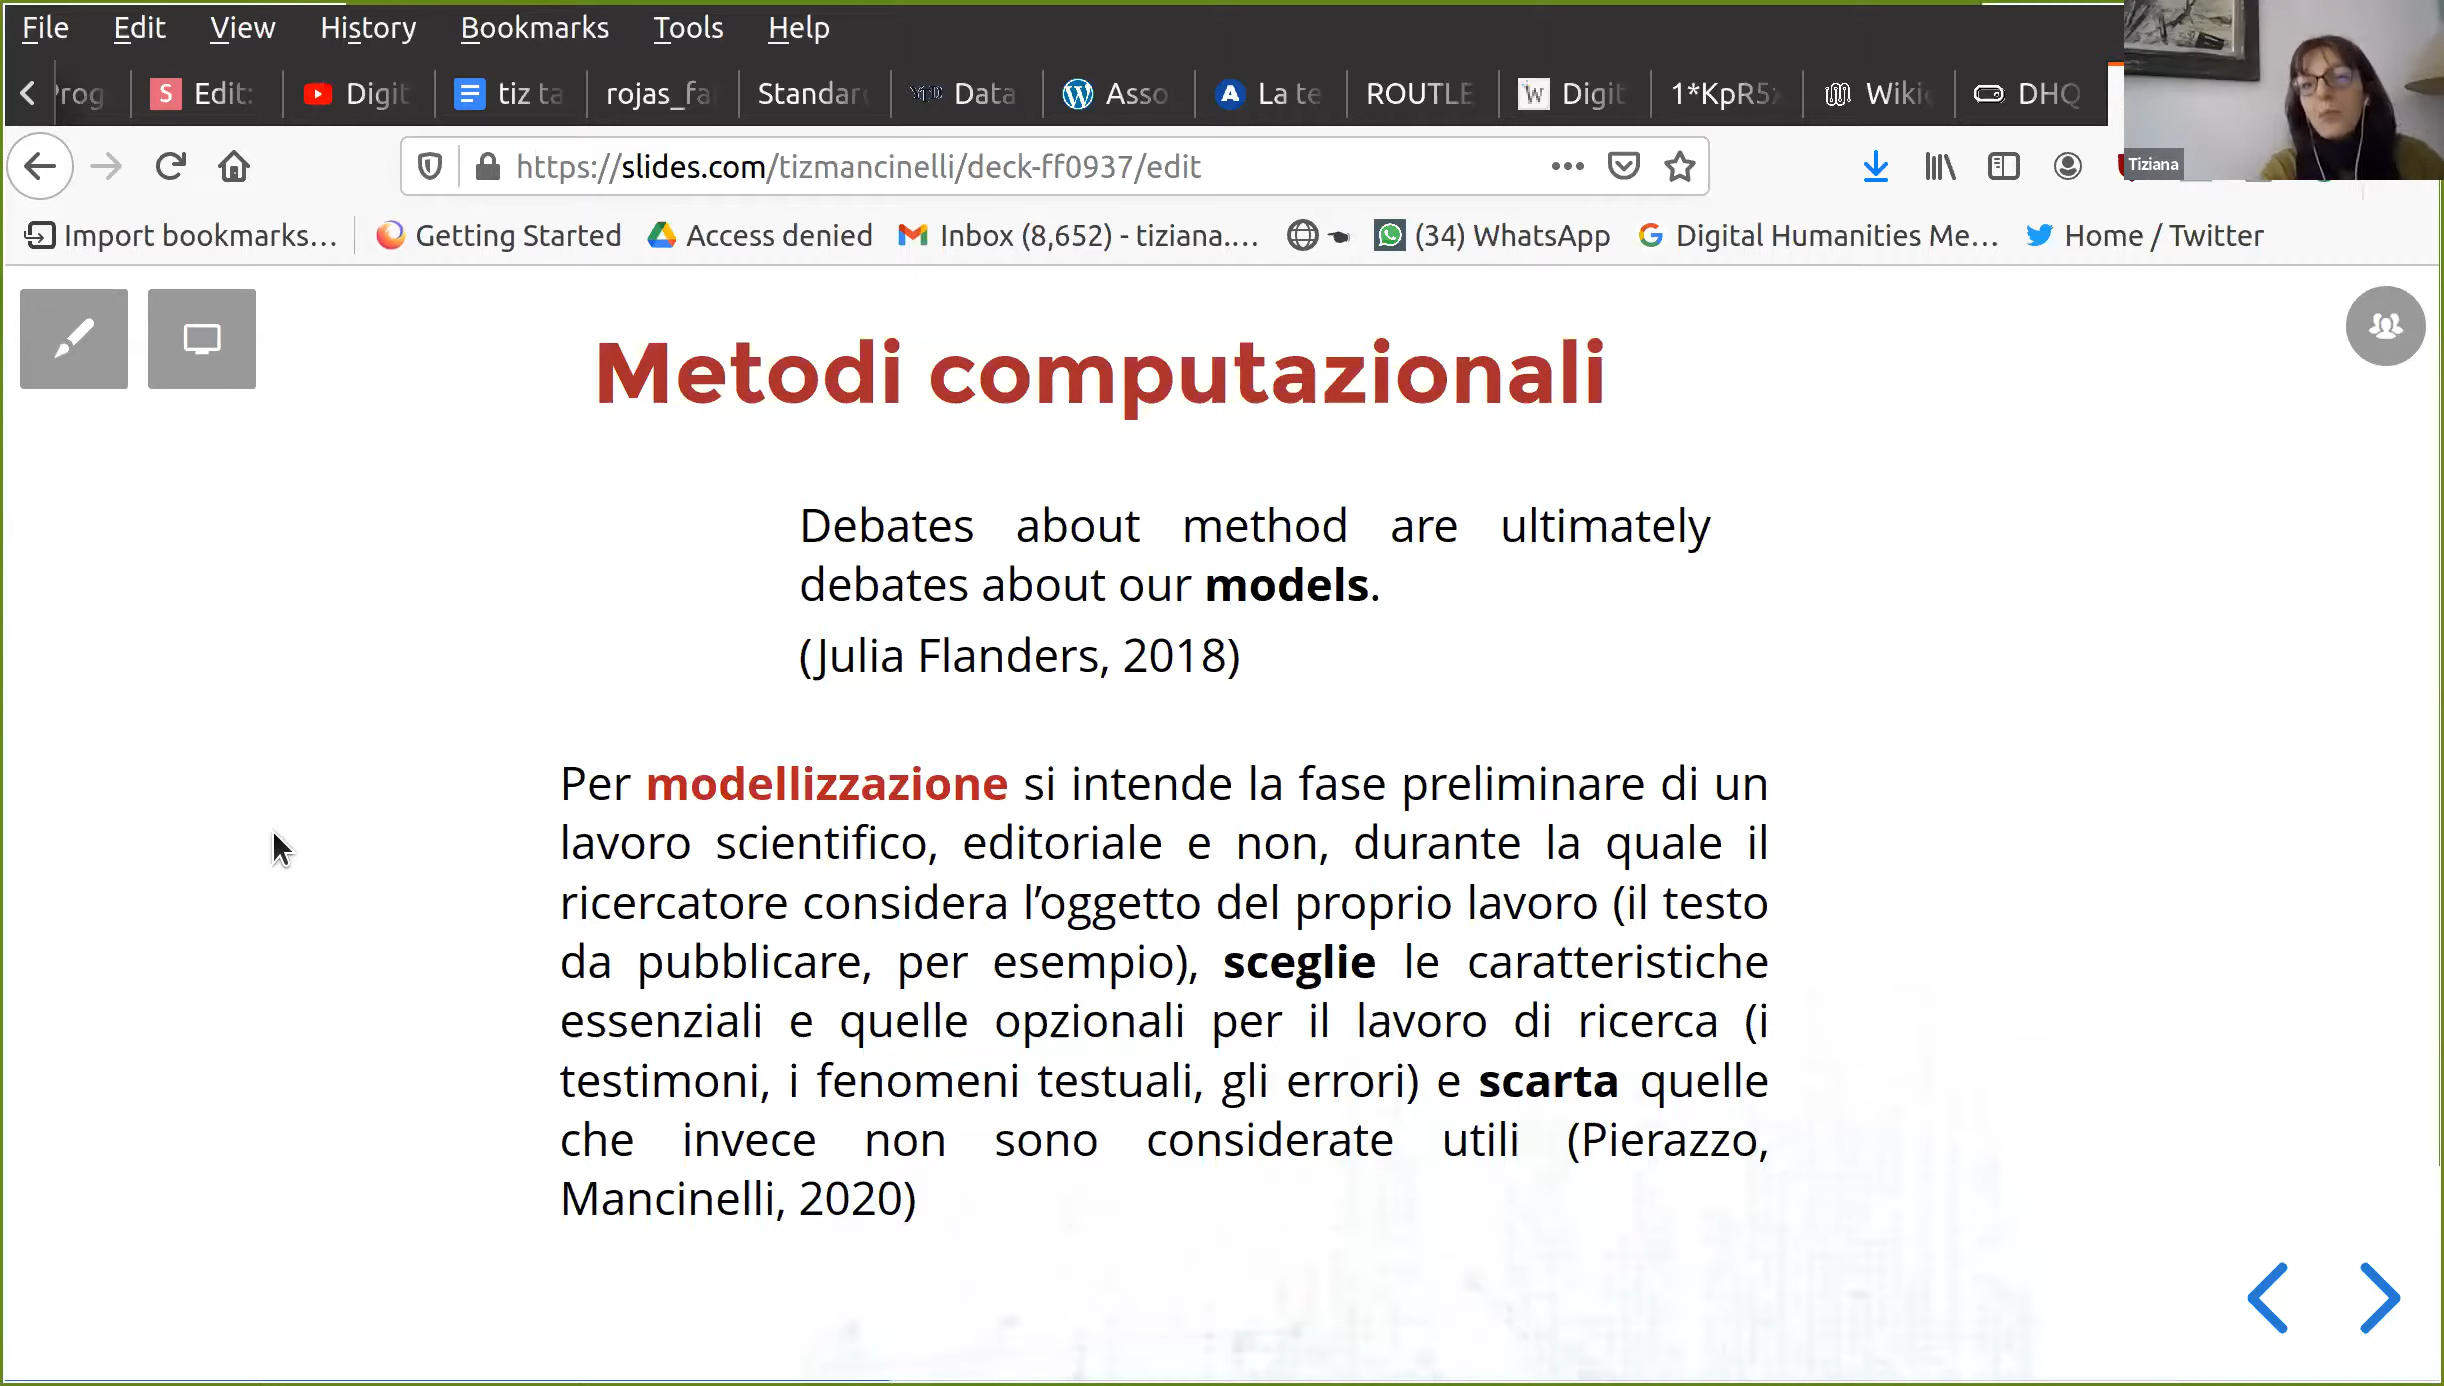 File Edit View History Bookmarks Tools Help
Edit: Digit tiz ta rojas_fa Standar Data Asso La te ROUTLE Digit 1*KpR5 Wiki DHQ
https://slides.com/tizmancinelli/deck-ff0937/edit
Tiziana
Import bookmarks... Getting Started Access denied Inbox (8,652) - tiziana.... (34) WhatsApp Digital Humanities Me... Home / Twitter
Metodi computazionali
Debates about method are ultimately
debates about our models.
(Julia Flanders, 2018)
Per modellizzazione si intende la fase preliminare di un
lavoro scientifico, editoriale e non, durante la quale il
ricercatore considera l’oggetto del proprio lavoro (il testo
da pubblicare, per esempio), sceglie le caratteristiche
essenziali e quelle opzionali per il lavoro di ricerca (i
testimoni, i fenomeni testuali, gli errori) e scarta quelle
che invece non sono considerate utili (Pierazzo,
Mancinelli, 2020)